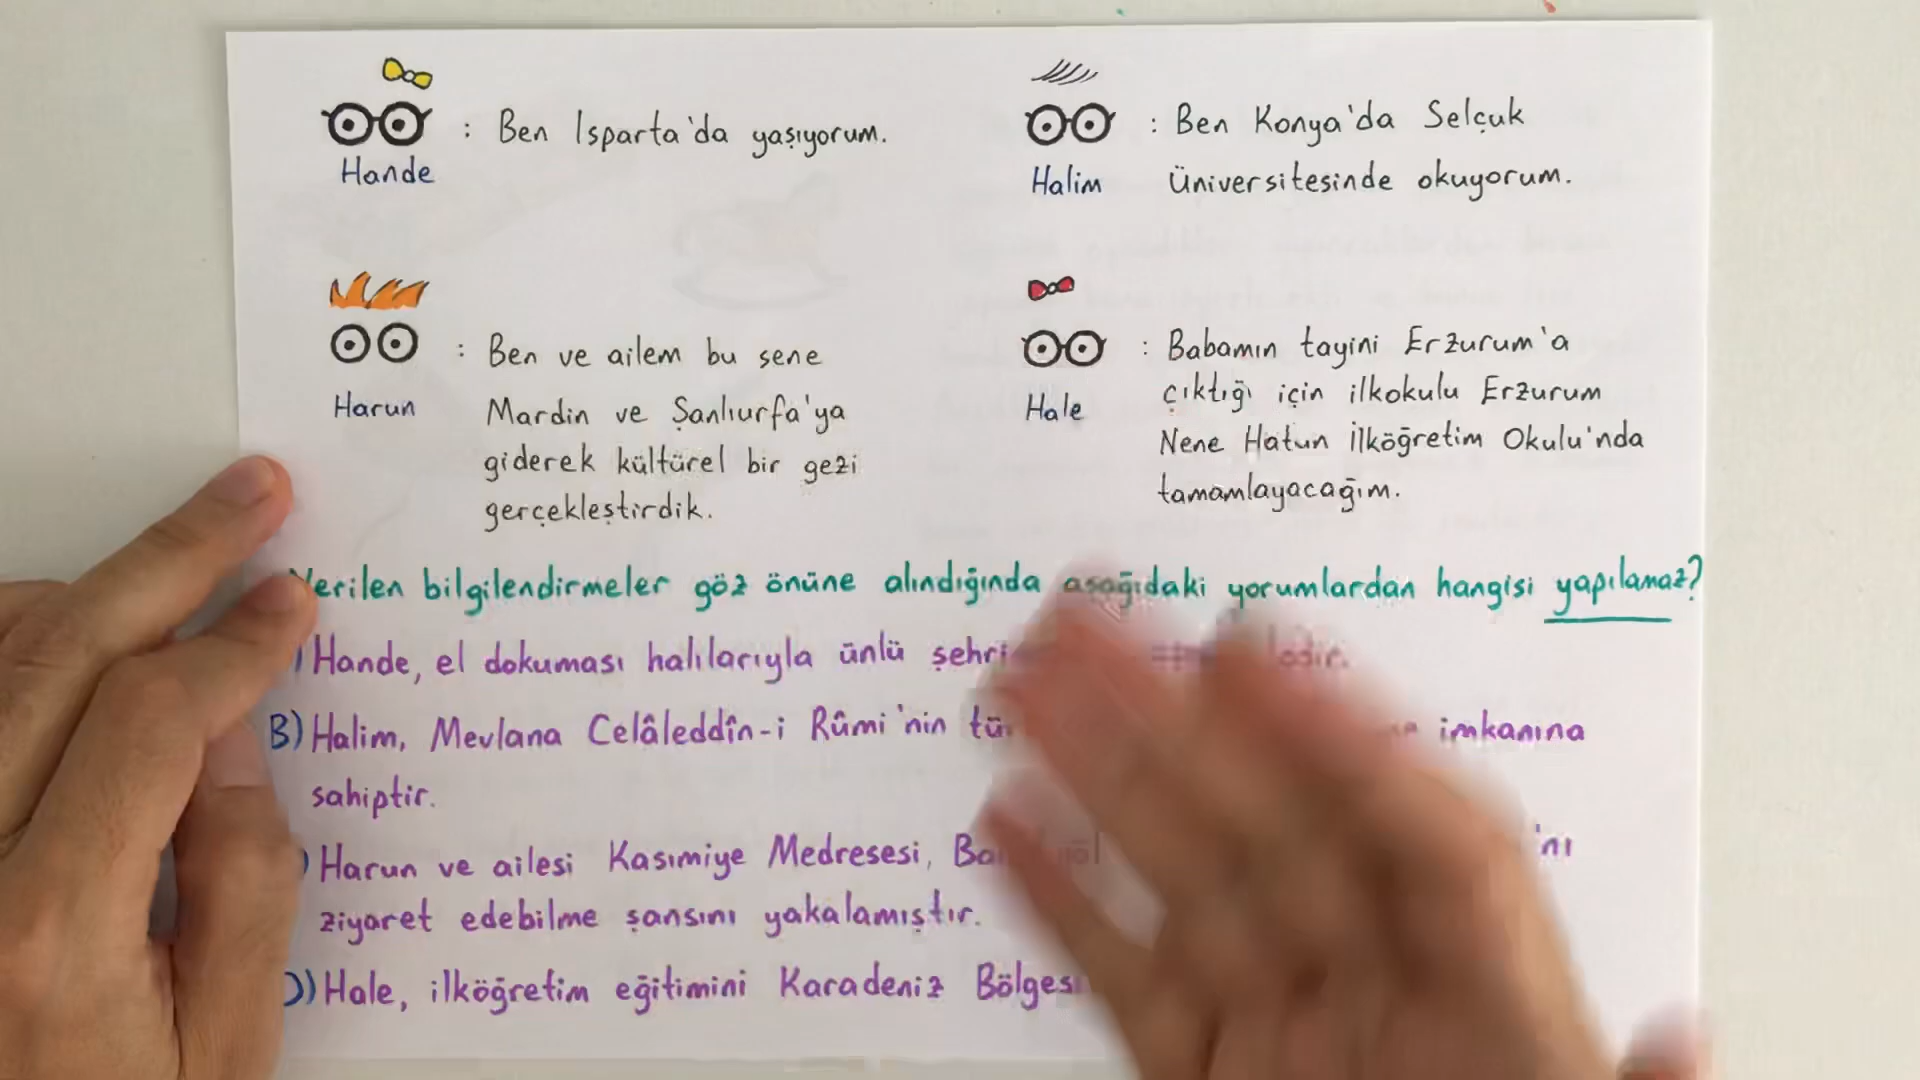 Hande
: Ben Isparta'da yaşıyorum.
Halim
: Ben Konya'da Selçuk
Üniversitesinde okuyorum.
Harun
: Ben ve ailem bu sene
Mardin ve Şanlıurfa'ya
giderek kültürel bir gezi
gerçekleştirdik.
Hale
: Babamın tayini Erzurum'a
çıktığı için ilkokulu Erzurum
Nene Hatun İlköğretim Okulu'nda
tamamlayacağım.
Verilen bilgilendirmeler göz önüne alındığında aşağıdaki yorumlardan hangisi yapılamaz?
Hande, el dokuması halılarıyla ünlü
B) Halim, Mevlana Celâleddîn-i Rûmi'nin imkanına
sahiptir.
Harun ve ailesi Kasımiye Medresesi,
ziyaret edebilme şansını yakalamıştır.
D) Hale, ilköğretim eğitimini Karadeniz